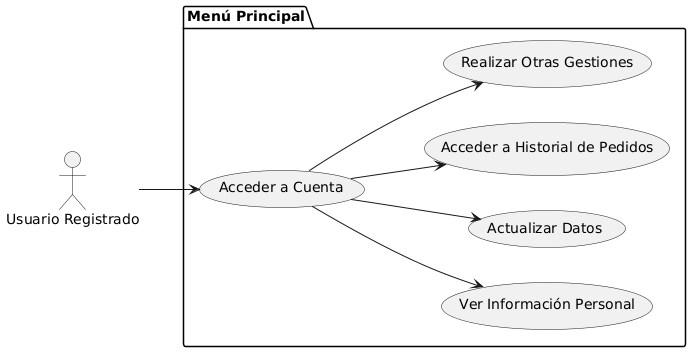 Menú Principal
Realizar Otras Gestiones
Acceder a Historial de Pedidos
Acceder a Cuenta
Usuario Registrado
Actualizar Datos
Ver Información Personal